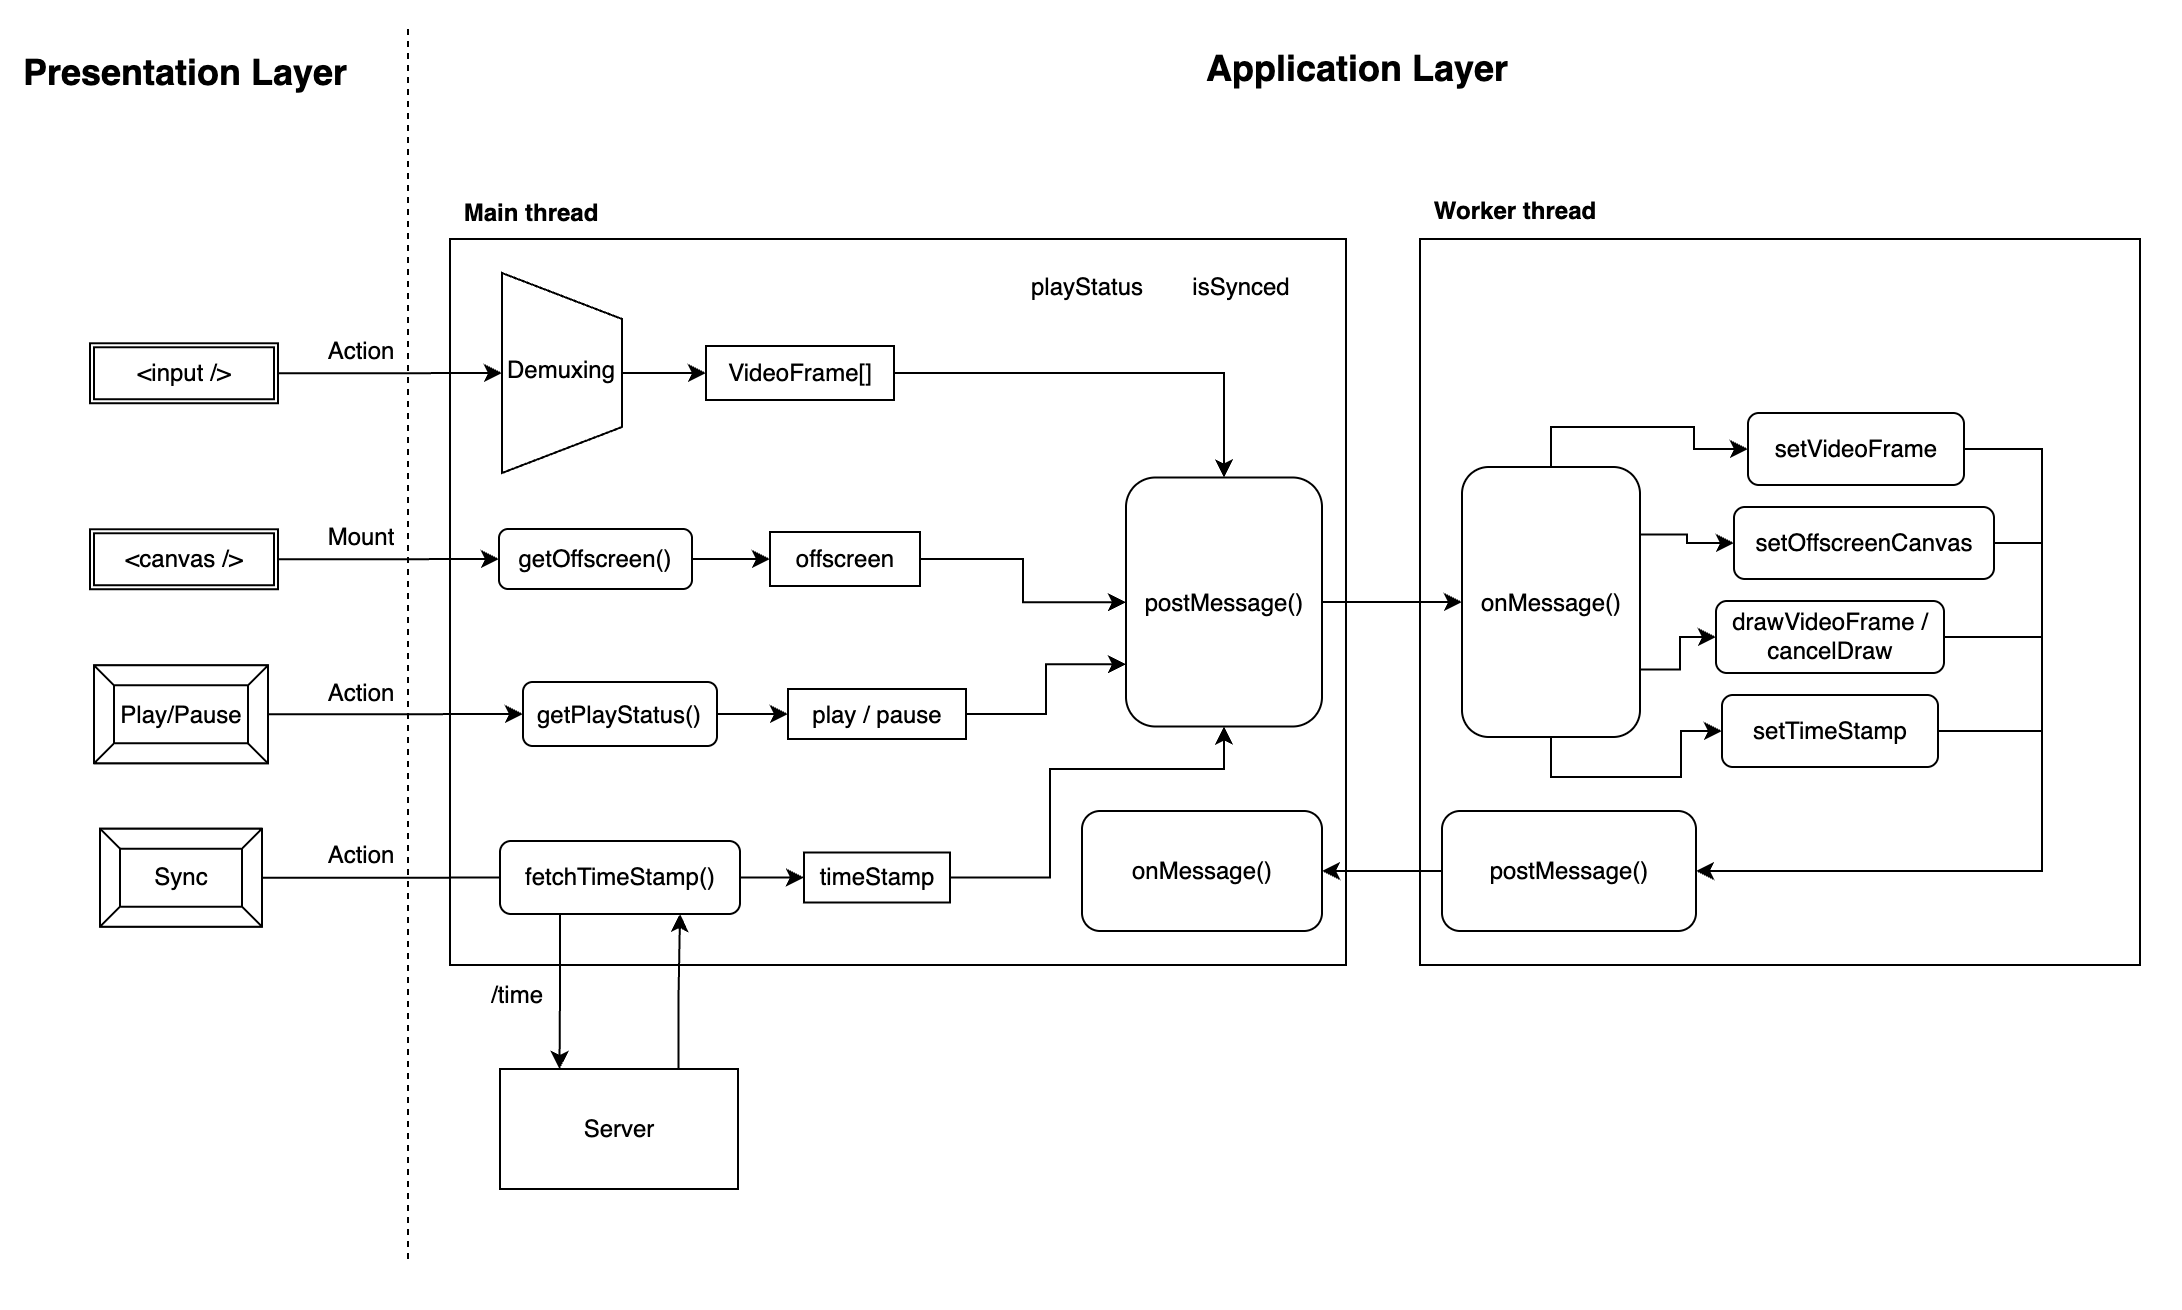 Presentation Layer
Application Layer
Main thread
Worker thread
playStatus
isSynced
<input />
Action
Demuxing
VideoFrame[]
<canvas />
Mount
getOffscreen()
offscreen
postMessage()
onMessage()
setVideoFrame
setOffscreenCanvas
drawVideoFrame /
cancelDraw
setTimeStamp
Play/Pause
Action
getPlayStatus()
play / pause
Sync
Action
fetchTimeStamp()
timeStamp
onMessage()
postMessage()
/time
Server